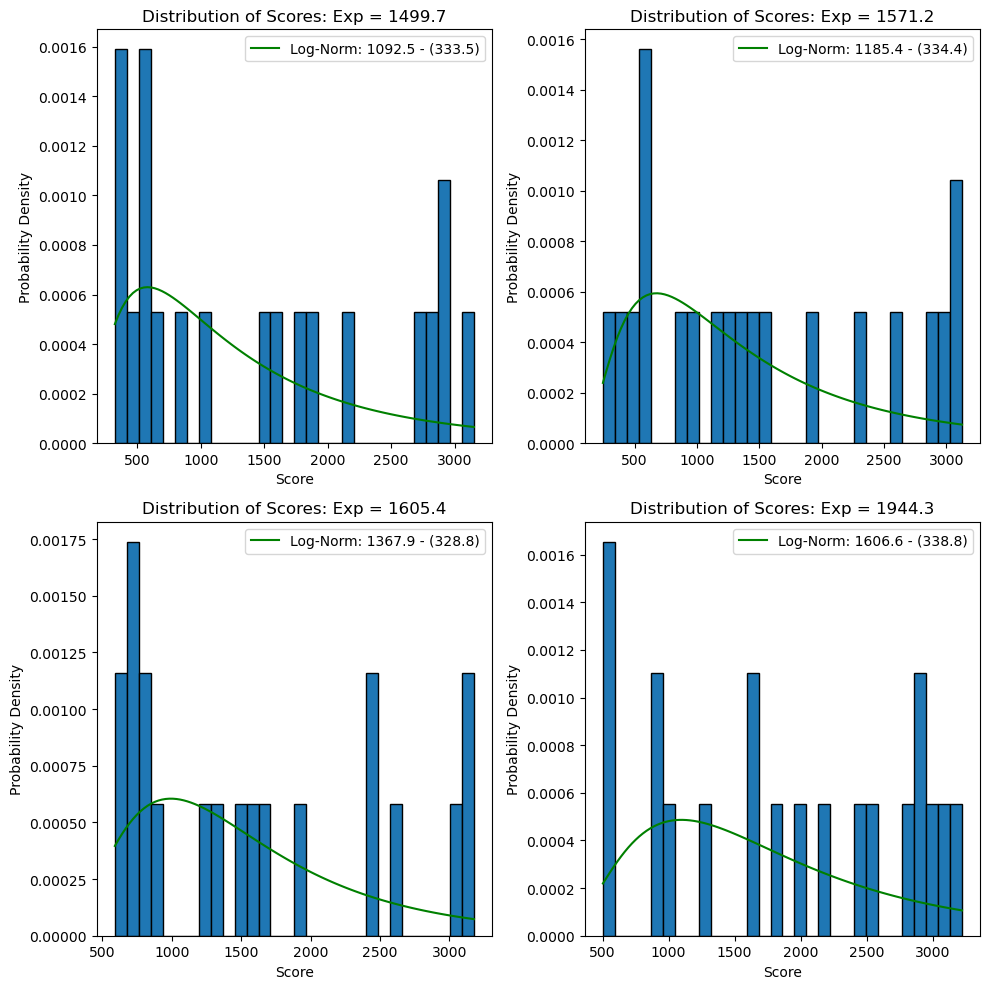 Distribution of Scores: Exp = 1499.7
Log-Norm: 1092.5 - (333.5)
Probability Density
0.0016
0.0014
0.0012
0.0010
0.0008
0.0006
0.0004
0.0002
0.0000
500 1000 1500 2000 2500 3000
Score
Distribution of Scores: Exp = 1571.2
Log-Norm: 1185.4 - (334.4)
Probability Density
0.0016
0.0014
0.0012
0.0010
0.0008
0.0006
0.0004
0.0002
0.0000
500 1000 1500 2000 2500 3000
Score
Distribution of Scores: Exp = 1605.4
Log-Norm: 1367.9 - (328.8)
Probability Density
0.00175
0.00150
0.00125
0.00100
0.00075
0.00050
0.00025
0.00000
500 1000 1500 2000 2500 3000
Score
Distribution of Scores: Exp = 1944.3
Log-Norm: 1606.6 - (338.8)
Probability Density
0.0016
0.0014
0.0012
0.0010
0.0008
0.0006
0.0004
0.0002
0.0000
500 1000 1500 2000 2500 3000
Score